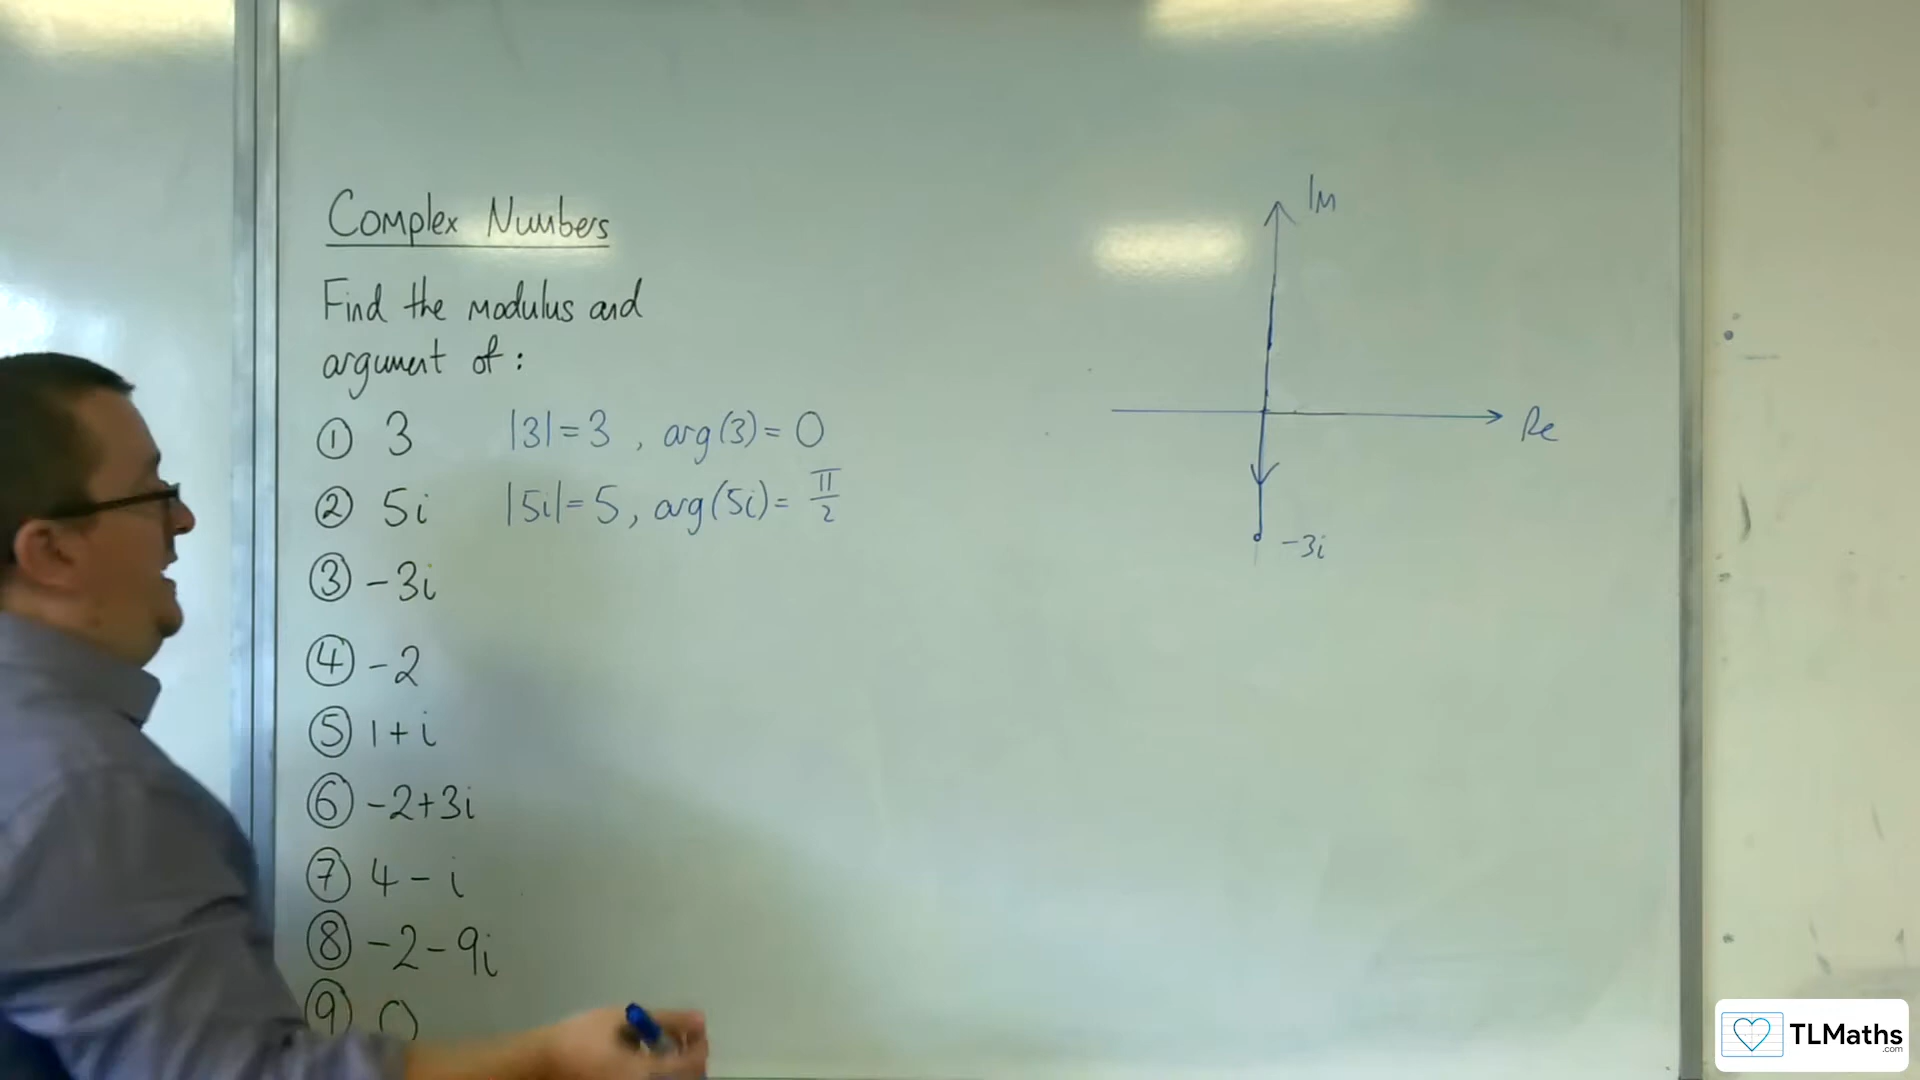 Complex Numbers
Find the modulus and
argument of:
① 3 |3|=3, arg(3)=0
② 5i |5i|=5, arg(5i)=π/2
③ -3i
④ -2
⑤ 1+i
⑥ -2+3i
⑦ 4-i
⑧ -2-9i
⑨ 0
Im
Re
-3i
TLMaths
.com